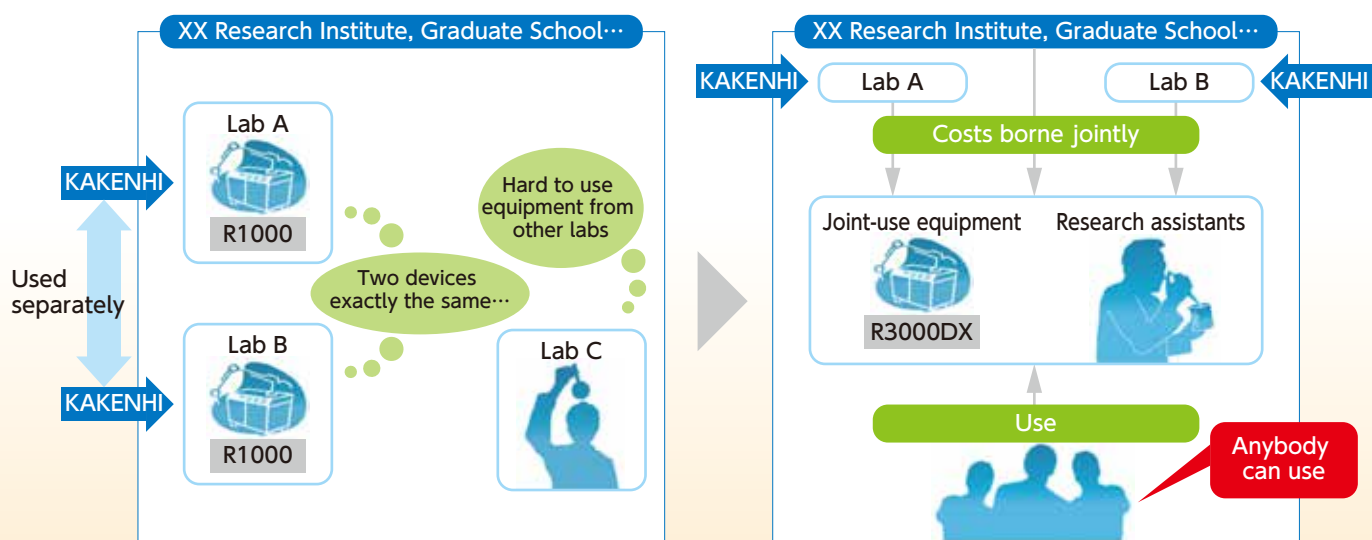 XX Research Institute, Graduate School…
KAKENHI
Lab A
R1000
Used
separately
KAKENHI
Lab B
R1000
Two devices
exactly the same…
Hard to use
equipment from
other labs
Lab C
XX Research Institute, Graduate School…
KAKENHI
Lab A
Lab B
KAKENHI
Costs borne jointly
Joint-use equipment
R3000DX
Research assistants
Use
Anybody
can use